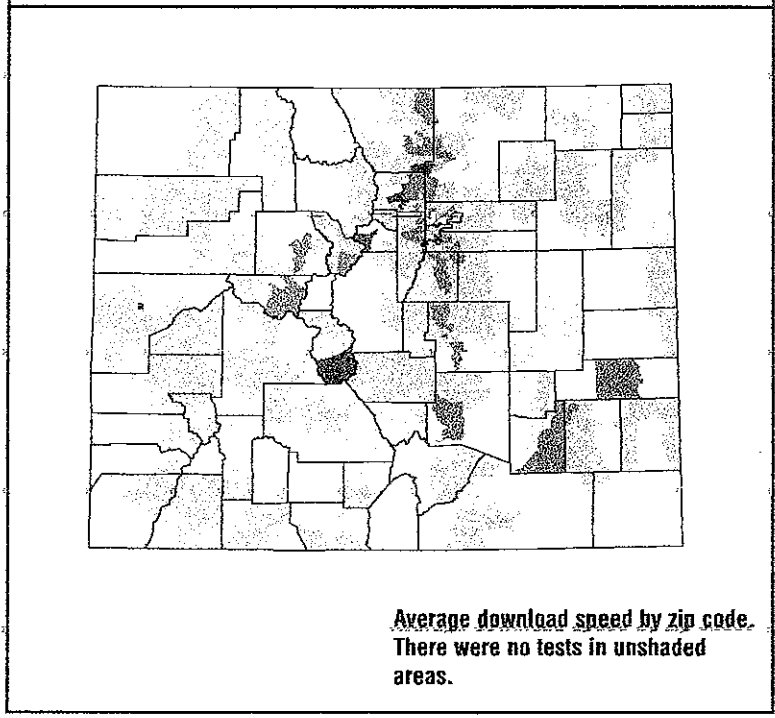 Average download speed by zip code.
There were no tests in unshaded
areas.